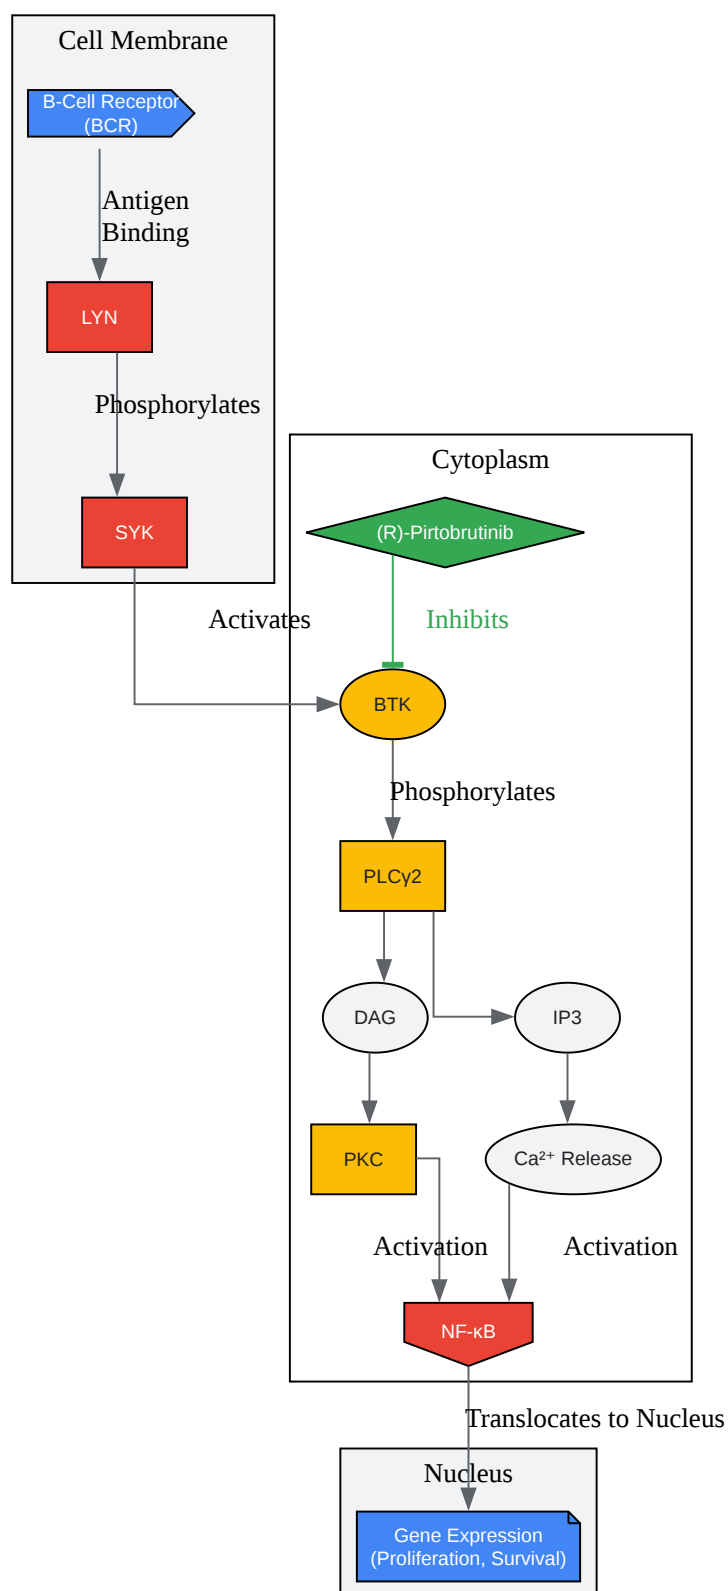 Cell Membrane
B-Cell Receptor
(BCR)
Antigen
Binding
LYN
Phosphorylates
SYK
Activates
Cytoplasm
(R)-Pirtobrutinib
Inhibits
BTK
Phosphorylates
PLCγ2
DAG
IP3
PKC
Ca²⁺ Release
Activation
Activation
NF-κB
Translocates to Nucleus
Nucleus
Gene Expression
(Proliferation, Survival)